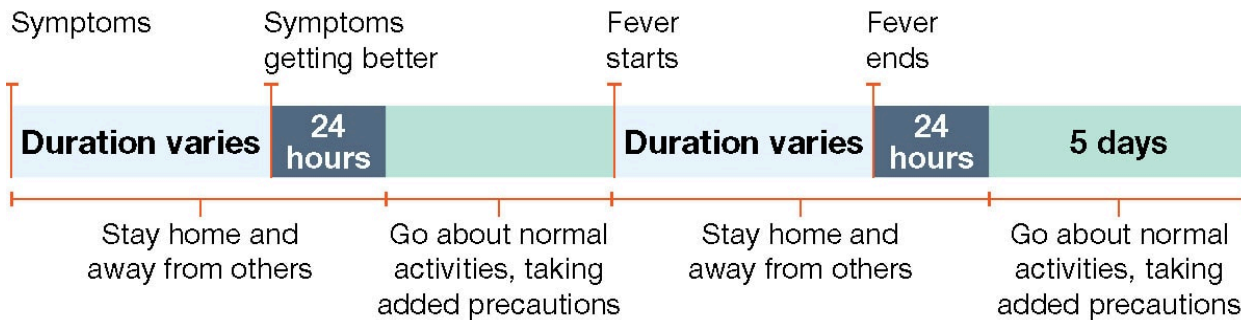 Symptoms
Symptoms
getting better
Fever
starts
Fever
ends
Duration varies
24
hours
Duration varies
24
hours
5 days
Stay home and
away from others
Go about normal
activities, taking
added precautions
Stay home and
away from others
Go about normal
activities, taking
added precautions